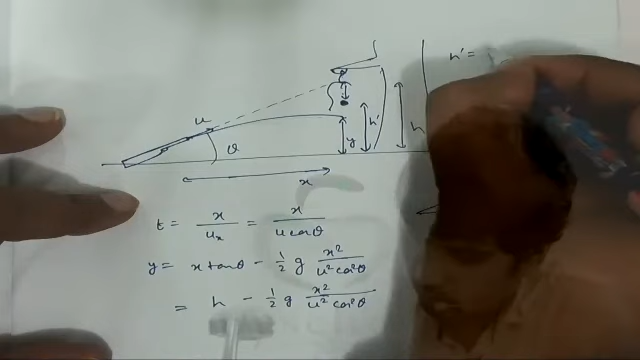 h' =
u
θ
y
h'
h
x
t = x/u_x = x/(u cosθ)
y = x tanθ - 1/2 g x²/(u² cos²θ)
= h - 1/2 g x²/(u² cos²θ)